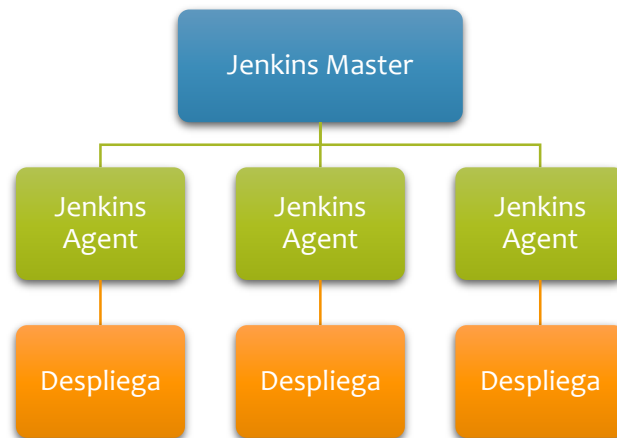 Jenkins Master
Jenkins
Agent
Jenkins
Agent
Jenkins
Agent
Despliega
Despliega
Despliega